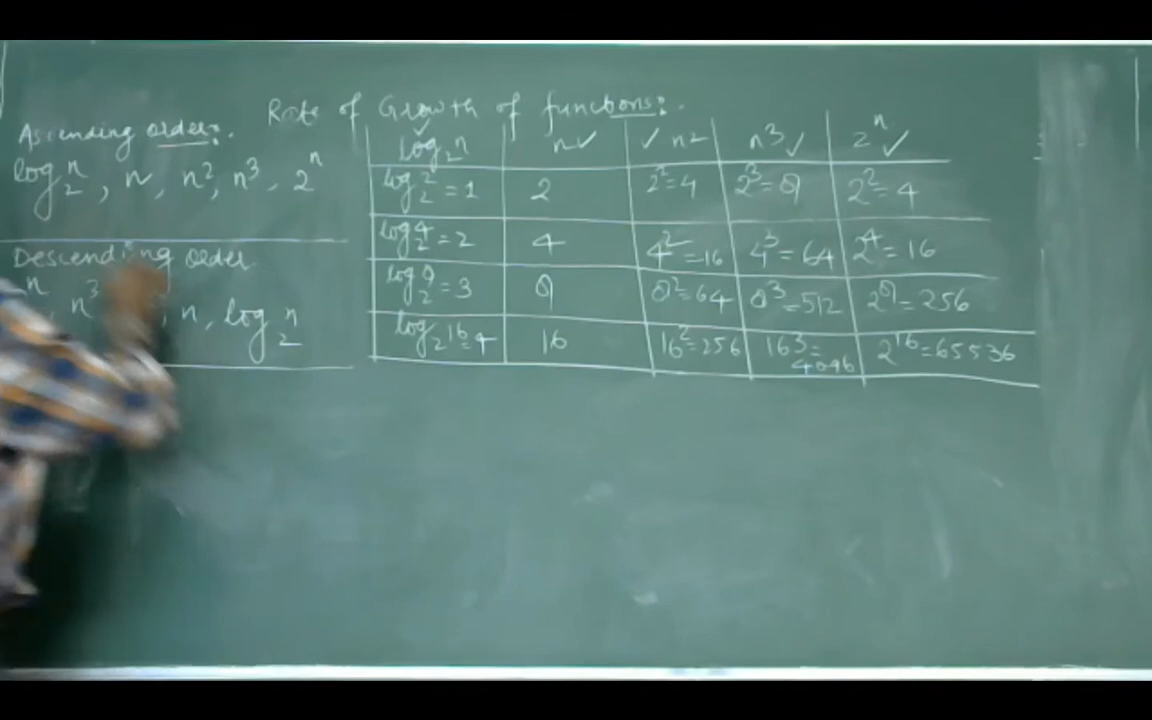 Rate of Growth of functions:.
Ascending order:.
log₂n, n, n², n³, 2ⁿ
Descending order
n, n³, n, log₂n
log₂n | n✓ | ✓ n² | n³✓ | 2ⁿ✓
log₂2=1 | 2 | 2²=4 | 2³=8 | 2²=4
log₂4=2 | 4 | 4²=16 | 4³=64 | 2⁴=16
log₂8=3 | 8 | 8²=64 | 8³=512 | 2⁸=256
log₂16=4 | 16 | 16²=256 | 16³=4096 | 2¹⁶=65536